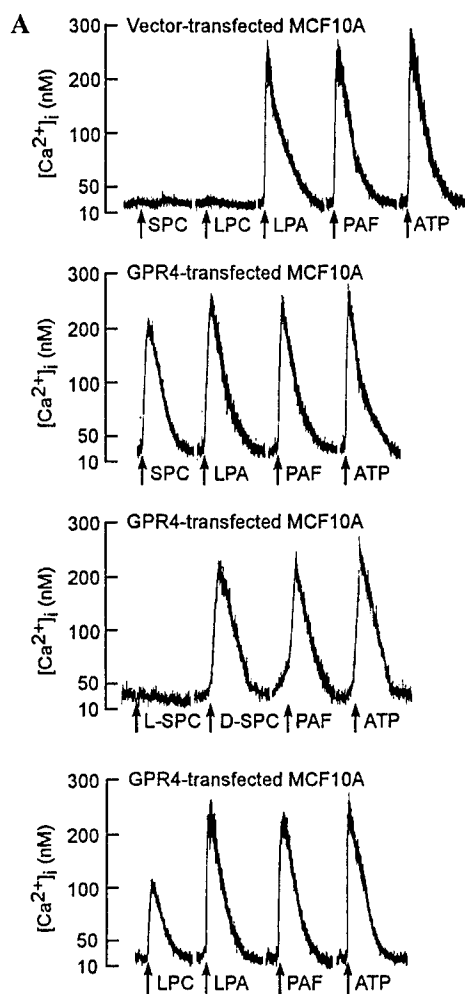 A
Vector-transfected MCF10A
300
200
100
50
10
[Ca2+]i (nM)
SPC LPC LPA PAF ATP
GPR4-transfected MCF10A
300
200
100
50
10
[Ca2+]i (nM)
SPC LPA PAF ATP
GPR4-transfected MCF10A
300
200
100
50
10
[Ca2+]i (nM)
L-SPC D-SPC PAF ATP
GPR4-transfected MCF10A
300
200
100
50
10
[Ca2+]i (nM)
LPC LPA PAF ATP